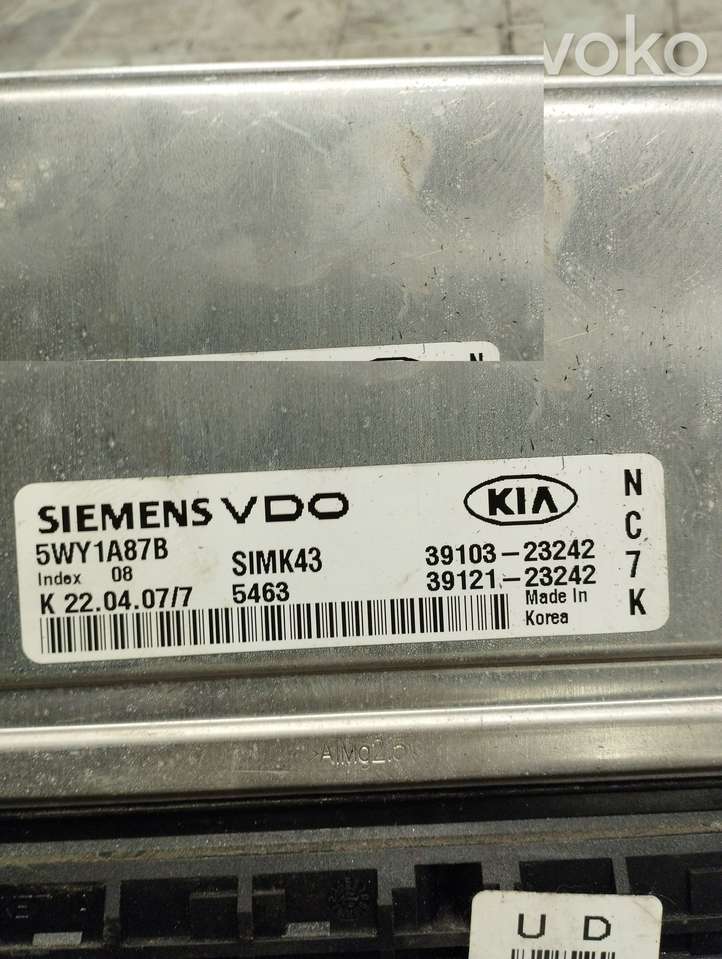 voko
N
SIEMENS VDO
KIA
5WY1A87B
Index 08
SIMK43
39103-23242
K 22.04.07/7
5463
39121-23242
Made In
Korea
N
C
7
K
AlMg2.5
U D